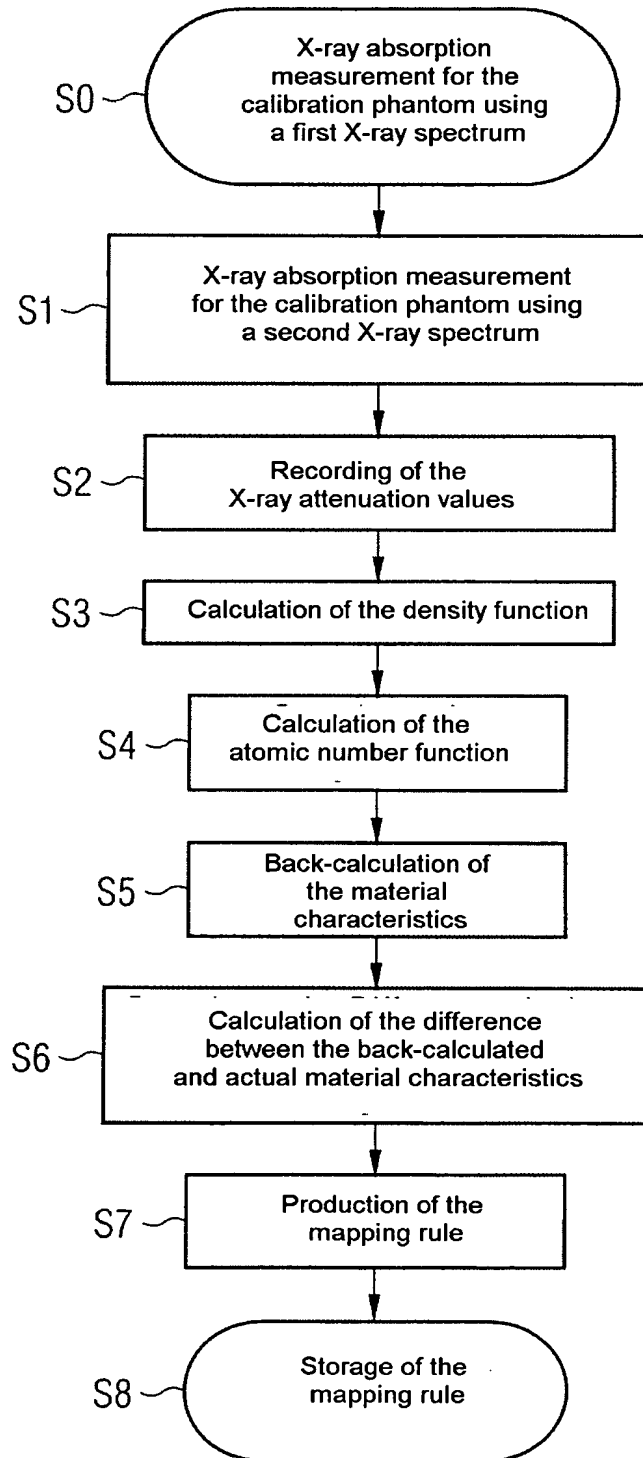 X-ray absorption
measurement for the
calibration phantom using
a first X-ray spectrum
S0
X-ray absorption measurement
for the calibration phantom using
a second X-ray spectrum
S1
Recording of the
X-ray attenuation values
S2
Calculation of the density function
S3
Calculation of the
atomic number function
S4
Back-calculation of
the material
characteristics
S5
Calculation of the difference
between the back-calculated
and actual material characteristics
S6
Production of the
mapping rule
S7
Storage of the
mapping rule
S8